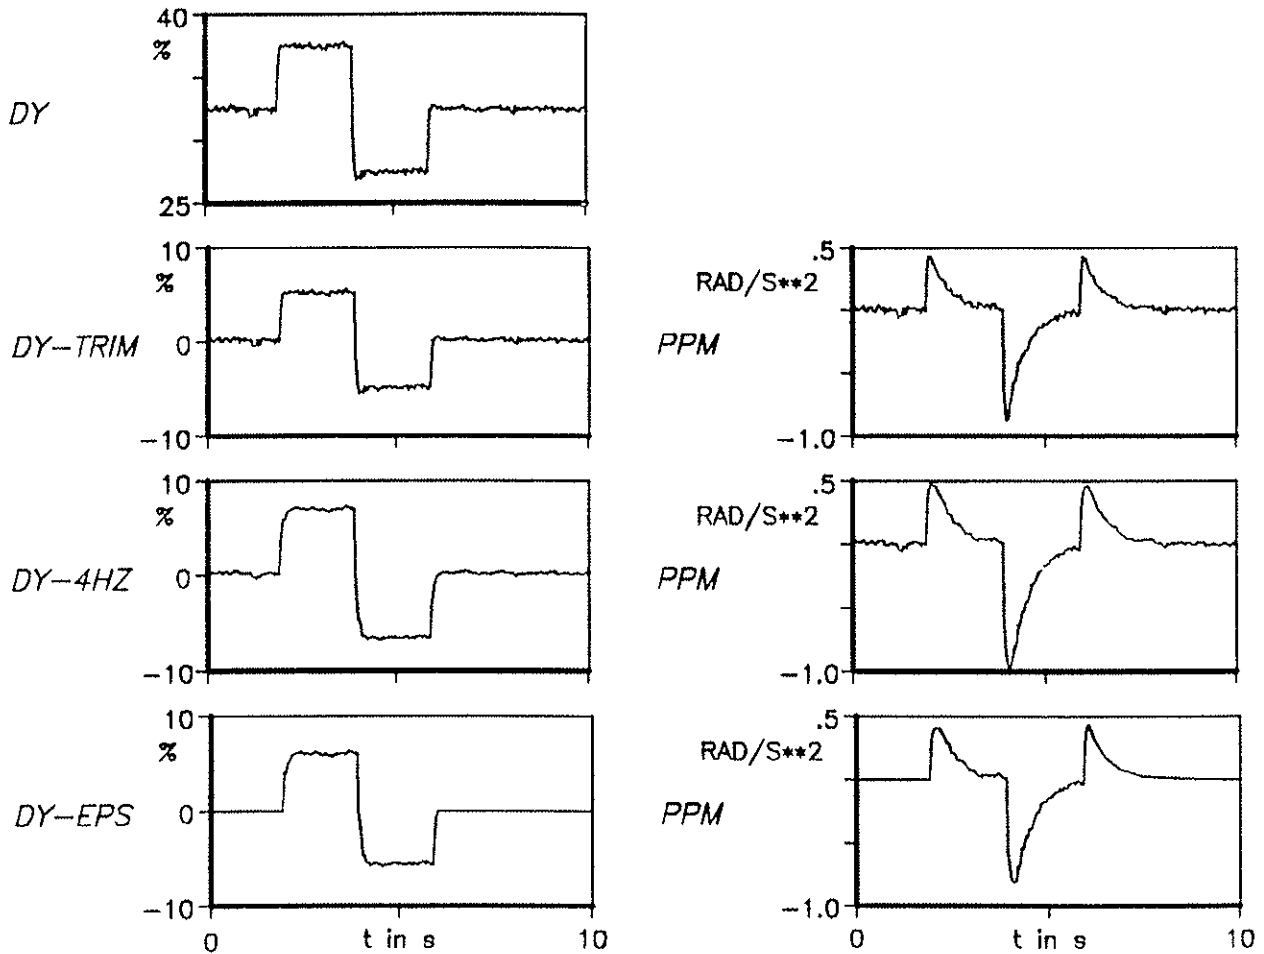 40
%
DY
25
10
%
DY-TRIM
0
-10
.5
RAD/S**2
PPM
-1.0
10
%
DY-4HZ
0
-10
.5
RAD/S**2
PPM
-1.0
10
%
DY-EPS
0
-10
0 t in s 10
.5
RAD/S**2
PPM
-1.0
0 t in s 10